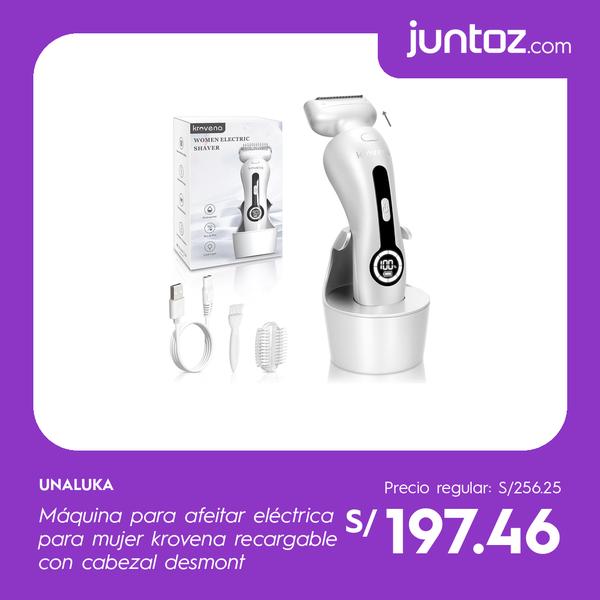 juntoz.com
krovena
WOMEN ELECTRIC
SHAVER
100%
UNALUKA
Precio regular: S/256.25
Máquina para afeitar eléctrica
para mujer krovena recargable
con cabezal desmont
S/ 197.46